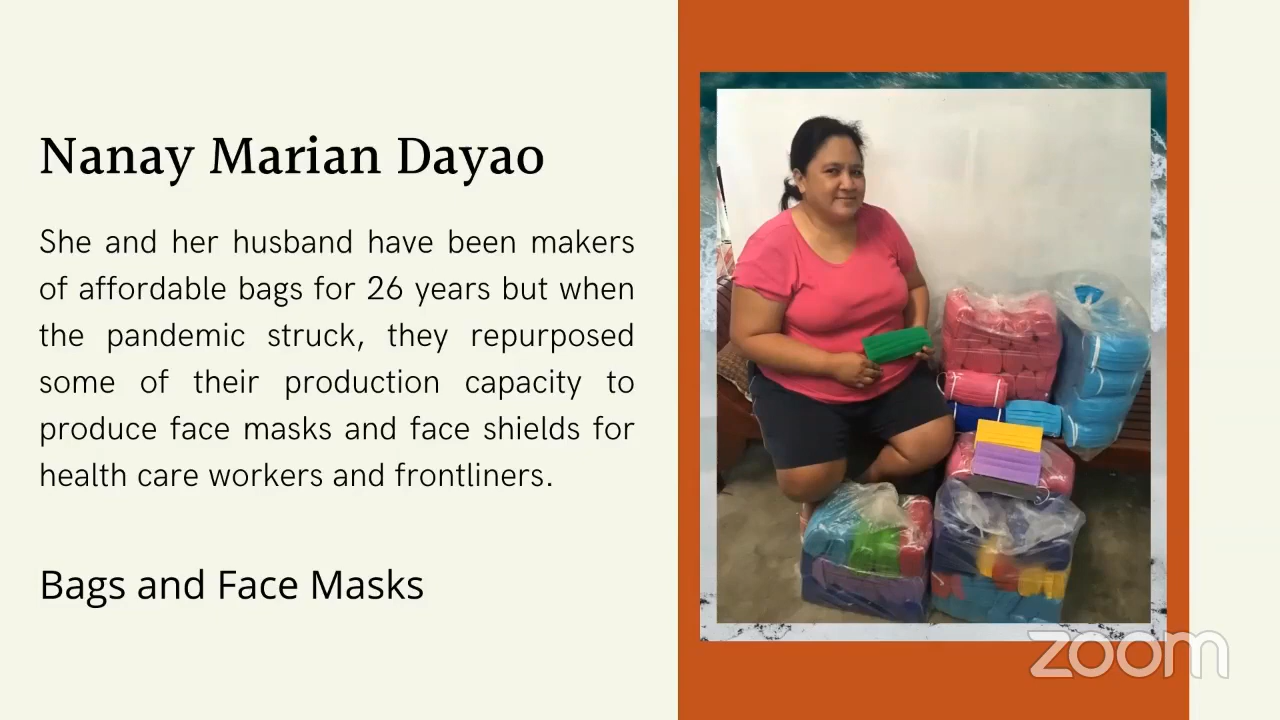 Nanay Marian Dayao
She and her husband have been makers
of affordable bags for 26 years but when
the pandemic struck, they repurposed
some of their production capacity to
produce face masks and face shields for
health care workers and frontliners.
Bags and Face Masks
zoom